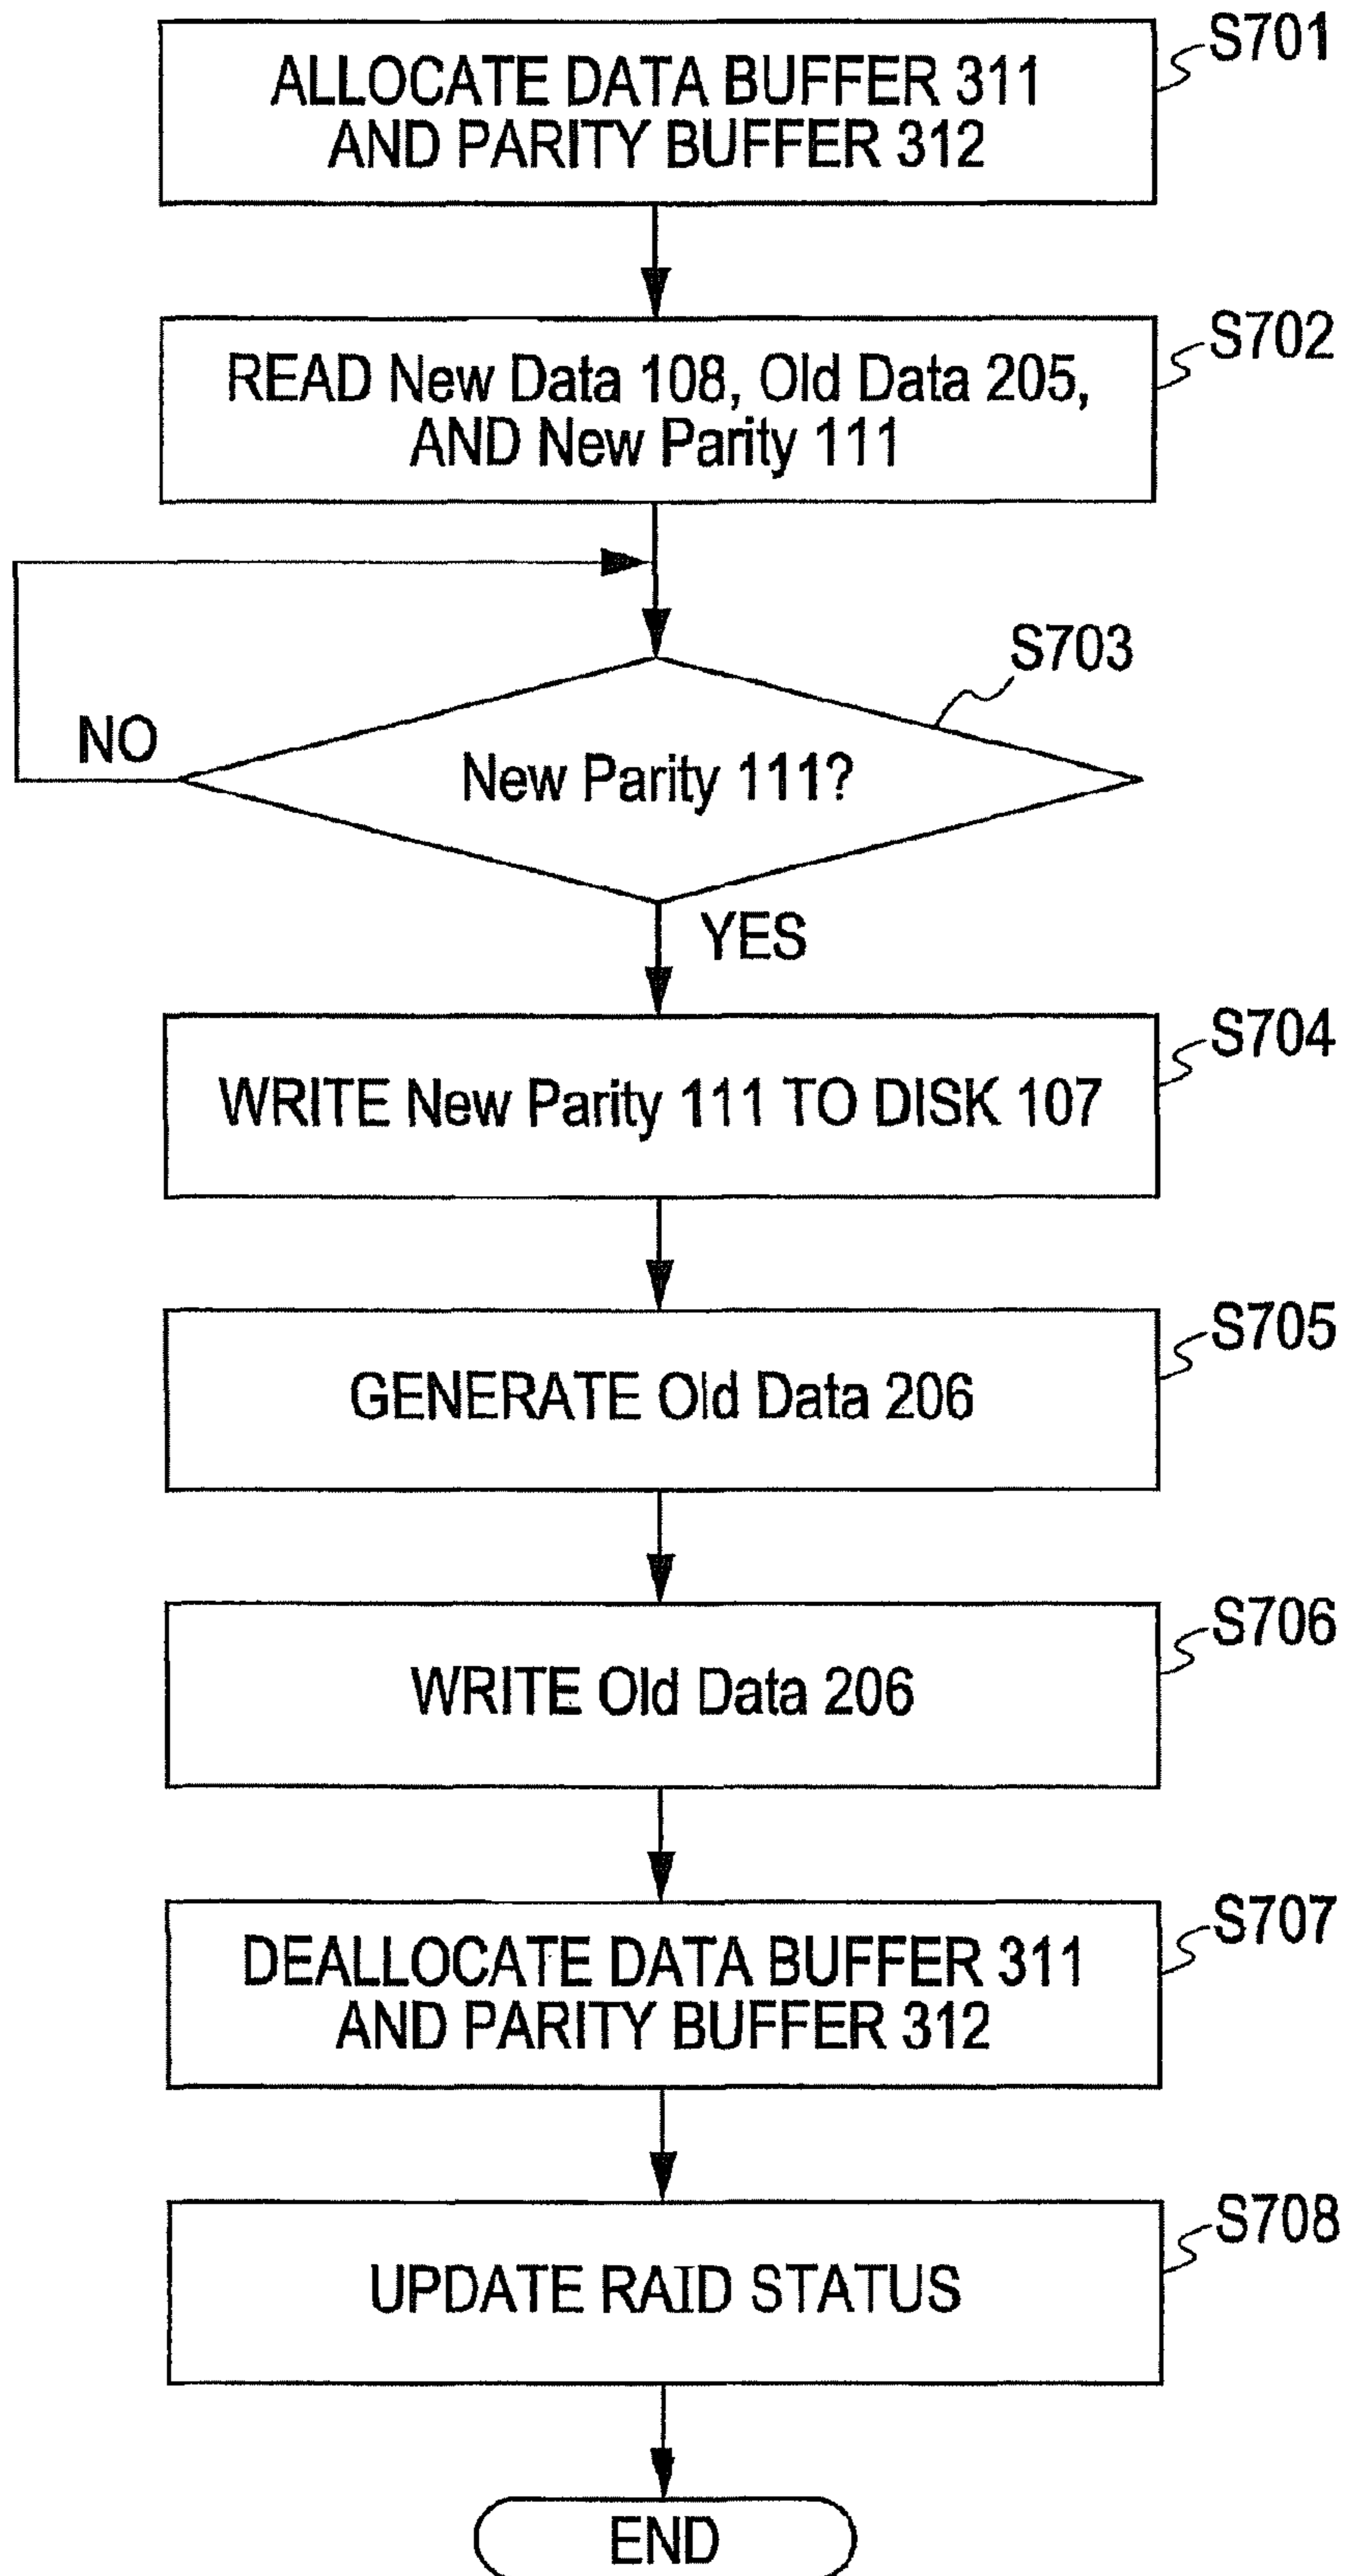 S701
ALLOCATE DATA BUFFER 311
AND PARITY BUFFER 312
S702
READ New Data 108, Old Data 205,
AND New Parity 111
S703
NO
New Parity 111?
YES
S704
WRITE New Parity 111 TO DISK 107
S705
GENERATE Old Data 206
S706
WRITE Old Data 206
S707
DEALLOCATE DATA BUFFER 311
AND PARITY BUFFER 312
S708
UPDATE RAID STATUS
END